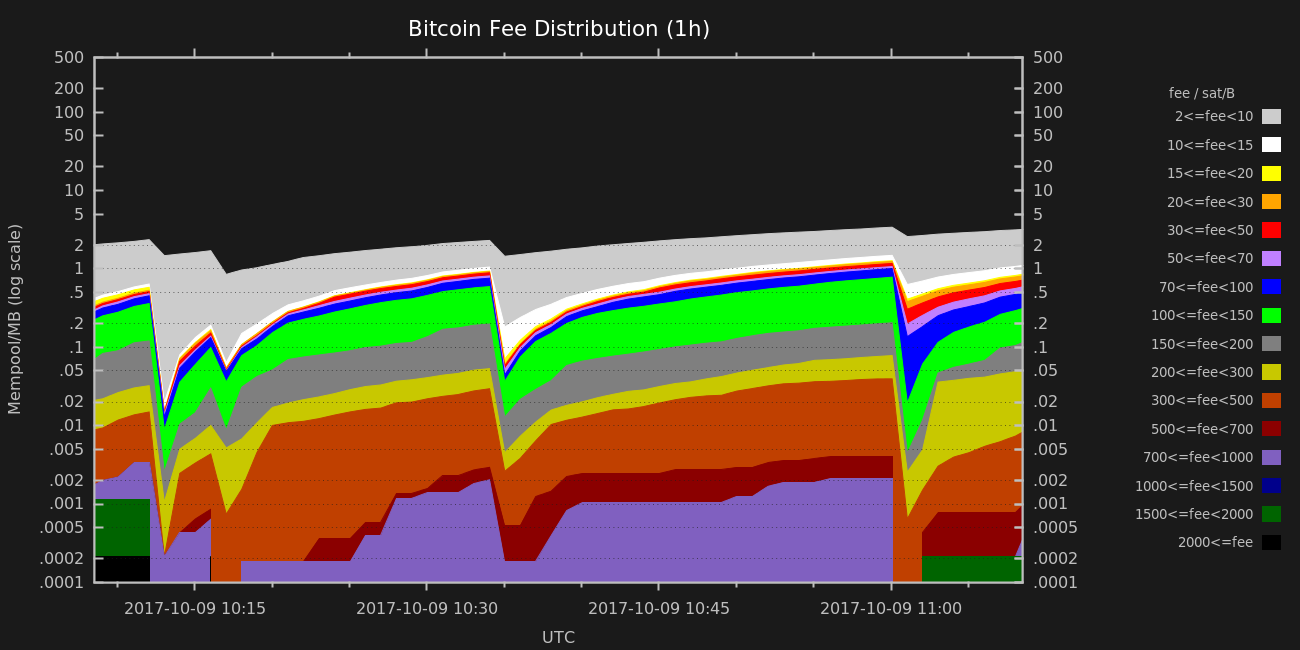 Bitcoin Fee Distribution (1h)
Mempool/MB (log scale)
500
200
100
50
20
10
5
2
1
.5
.2
.1
.05
.02
.01
.005
.002
.001
.0005
.0002
.0001
500
200
100
50
20
10
5
2
1
.5
.2
.1
.05
.02
.01
.005
.002
.001
.0005
.0002
.0001
2017-10-09 10:15
2017-10-09 10:30
2017-10-09 10:45
2017-10-09 11:00
UTC
fee / sat/B
2<=fee<10
10<=fee<15
15<=fee<20
20<=fee<30
30<=fee<50
50<=fee<70
70<=fee<100
100<=fee<150
150<=fee<200
200<=fee<300
300<=fee<500
500<=fee<700
700<=fee<1000
1000<=fee<1500
1500<=fee<2000
2000<=fee